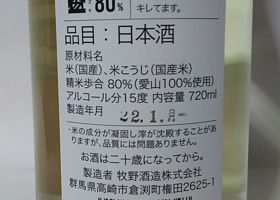 80%
キレてます。
品目：日本酒
原材料名
米(国産)、米こうじ(国産米)
精米歩合 80%(愛山100%使用)
アルコール分15度 内容量 720ml
製造年月 22.1.
・米の成分が凝固し滓が沈殿することがあり
ますが、品質には問題ありません。
お酒は二十歳になってから。
製造者 牧野酒造株式会社
群馬県高崎市倉渕町権田2625-1